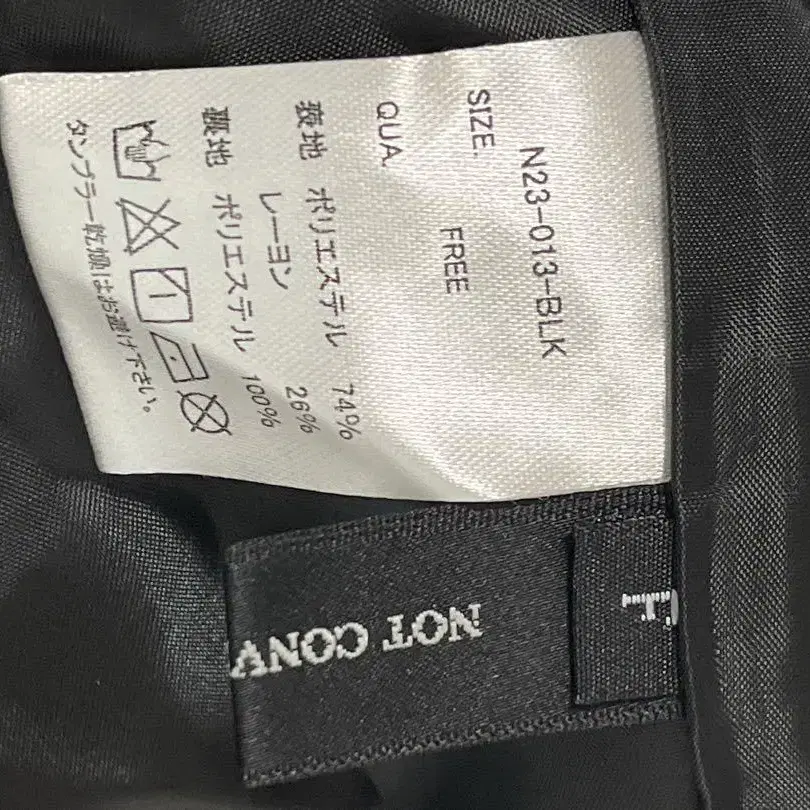 N23-013-BLK
SIZE. FREE
QUA.
表地 ポリエステル 74%
レーヨン 26%
裏地 ポリエステル 100%
タンブラー乾燥はお避け下さい。
NOT CONV